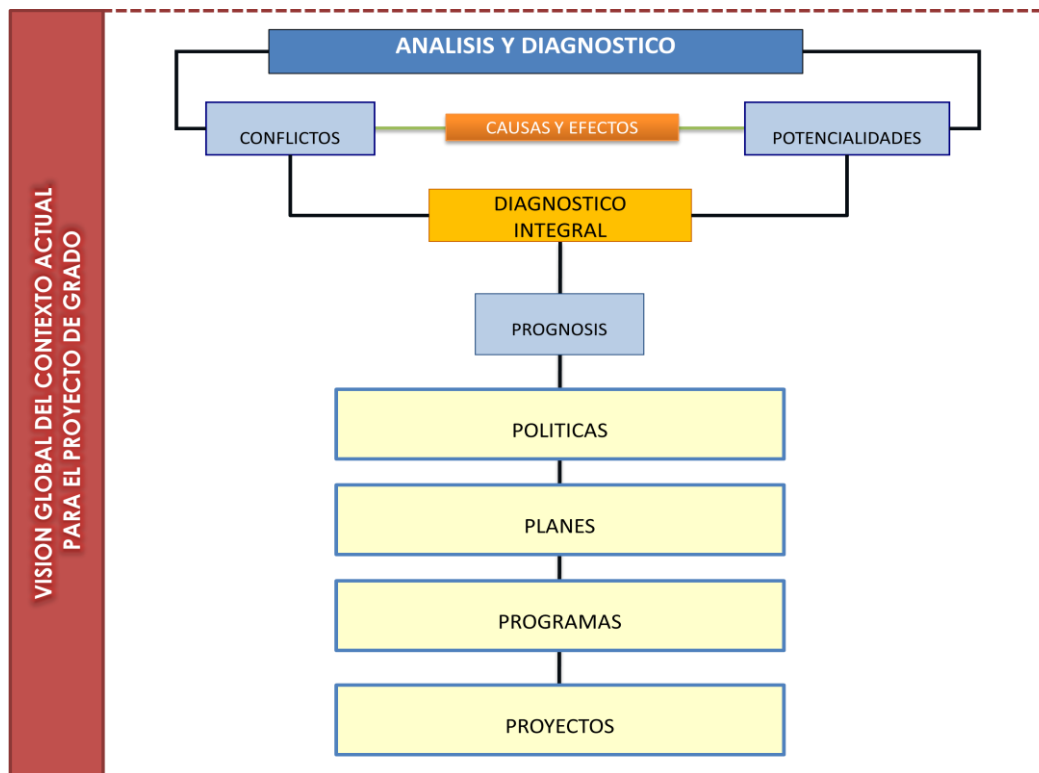 VISION GLOBAL DEL CONTEXTO ACTUAL
PARA EL PROYECTO DE GRADO
ANALISIS Y DIAGNOSTICO
CONFLICTOS
CAUSAS Y EFECTOS
POTENCIALIDADES
DIAGNOSTICO
INTEGRAL
PROGNOSIS
POLITICAS
PLANES
PROGRAMAS
PROYECTOS